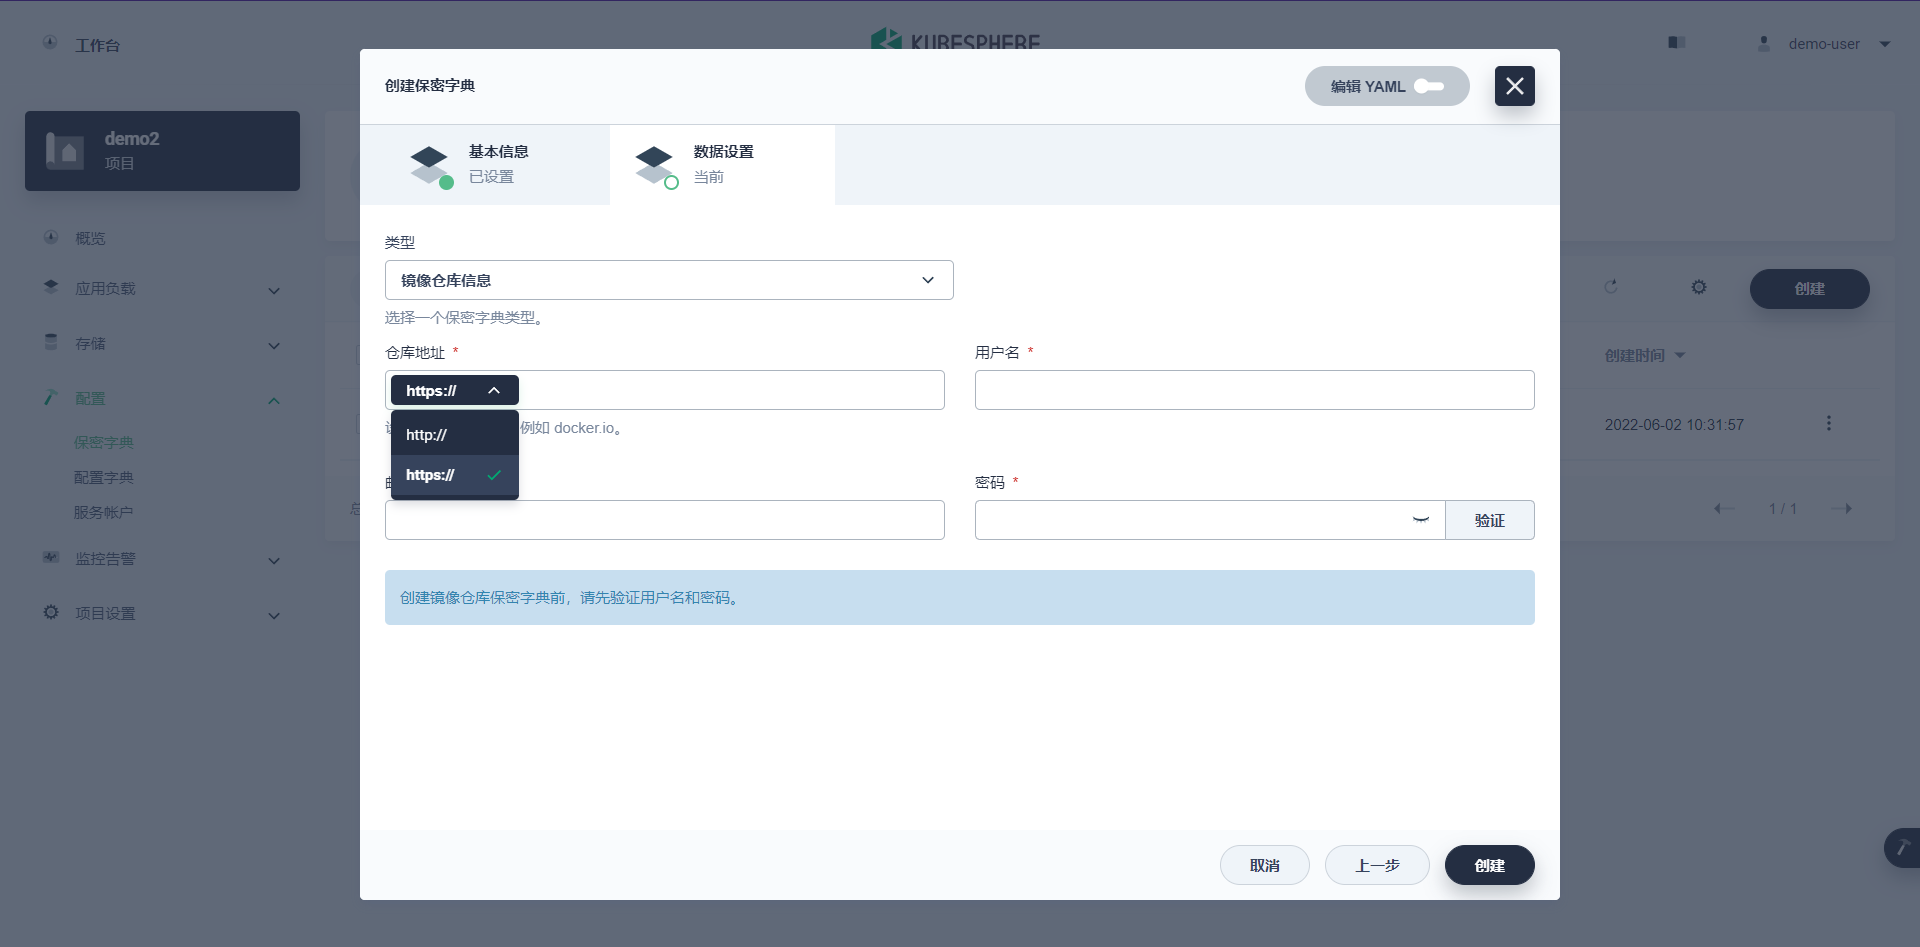 工作台
KUBESPHERE
demo-user
创建保密字典
编辑 YAML
demo2
项目
基本信息
已设置
数据设置
当前
概览
应用负载
存储
配置
保密字典
配置字典
服务帐户
监控告警
项目设置
类型
镜像仓库信息
选择一个保密字典类型。
仓库地址 *
用户名 *
https://
http://
https://
例如 docker.io。
密码 *
验证
创建镜像仓库保密字典前，请先验证用户名和密码。
创建
创建时间
2022-06-02 10:31:57
1 / 1
取消
上一步
创建